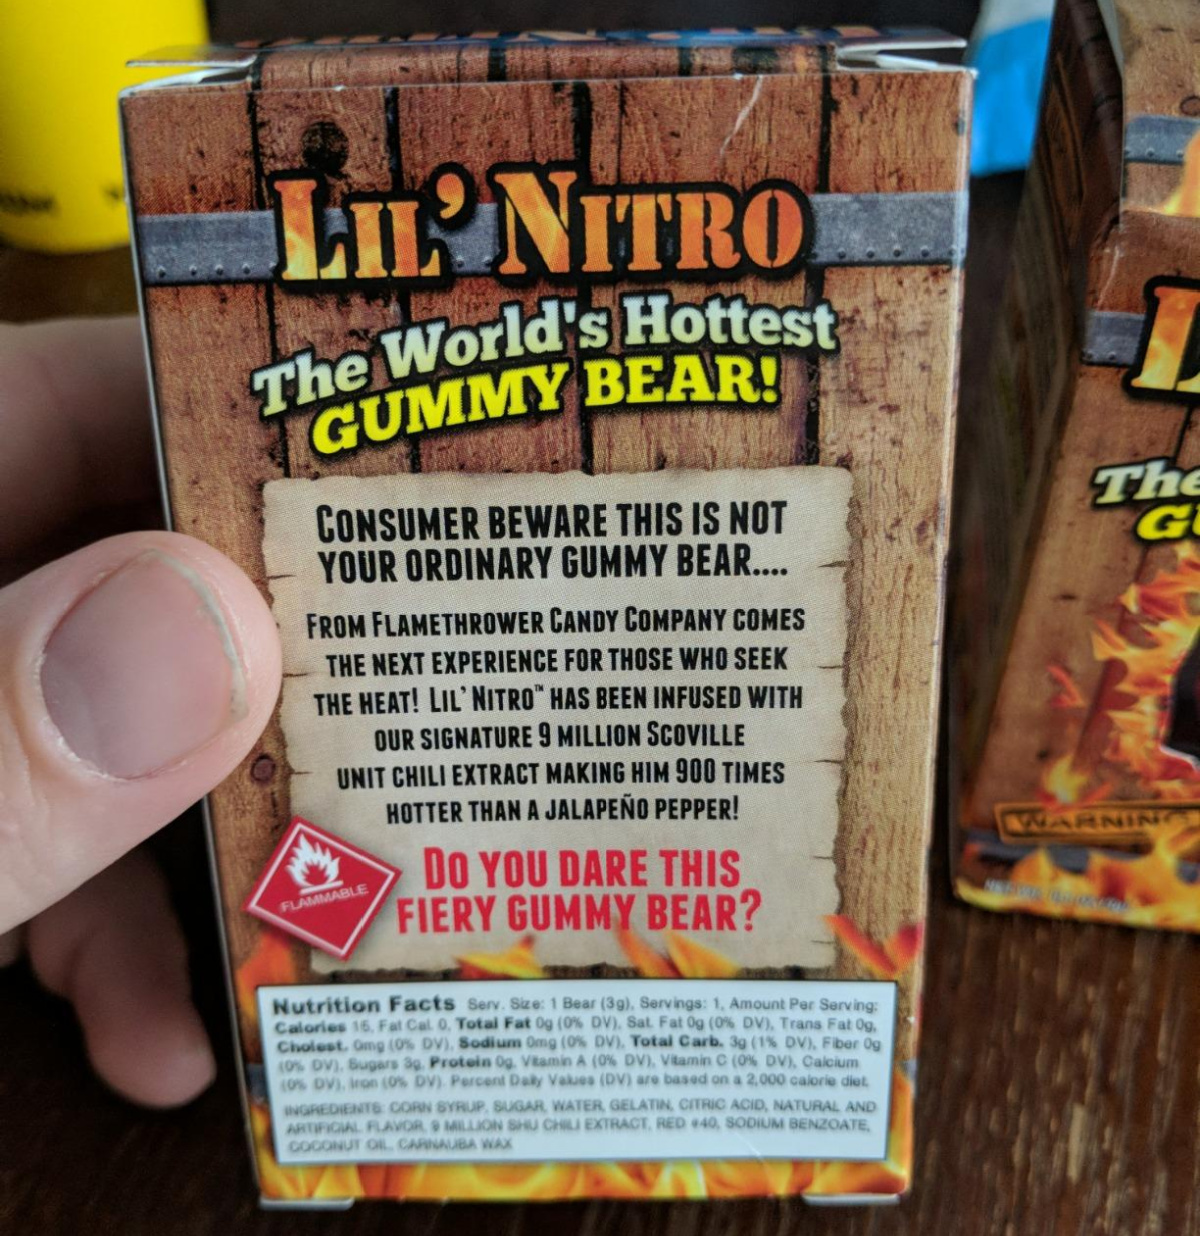 LIL' NITRO
The World's Hottest
GUMMY BEAR!
CONSUMER BEWARE THIS IS NOT
YOUR ORDINARY GUMMY BEAR....
FROM FLAMETHROWER CANDY COMPANY COMES
THE NEXT EXPERIENCE FOR THOSE WHO SEEK
THE HEAT! LIL' NITRO™ HAS BEEN INFUSED WITH
OUR SIGNATURE 9 MILLION SCOVILLE
UNIT CHILI EXTRACT MAKING HIM 900 TIMES
HOTTER THAN A JALAPEÑO PEPPER!
FLAMMABLE
DO YOU DARE THIS
FIERY GUMMY BEAR?
Nutrition Facts Serv. Size: 1 Bear (3g), Servings: 1, Amount Per Serving:
Calories 15, Fat Cal. 0, Total Fat 0g (0% DV), Sat. Fat 0g (0% DV), Trans Fat 0g,
Cholest. 0mg (0% DV), Sodium 0mg (0% DV), Total Carb. 3g (1% DV), Fiber 0g
(0% DV), Sugars 3g, Protein 0g, Vitamin A (0% DV), Vitamin C (0% DV), Calcium
(0% DV), Iron (0% DV). Percent Daily Values (DV) are based on a 2,000 calorie diet.
INGREDIENTS: CORN SYRUP, SUGAR, WATER, GELATIN, CITRIC ACID, NATURAL AND
ARTIFICIAL FLAVOR, 9 MILLION SHU CHILI EXTRACT, RED #40, SODIUM BENZOATE,
COCONUT OIL, CARNAUBA WAX
The
WARNING